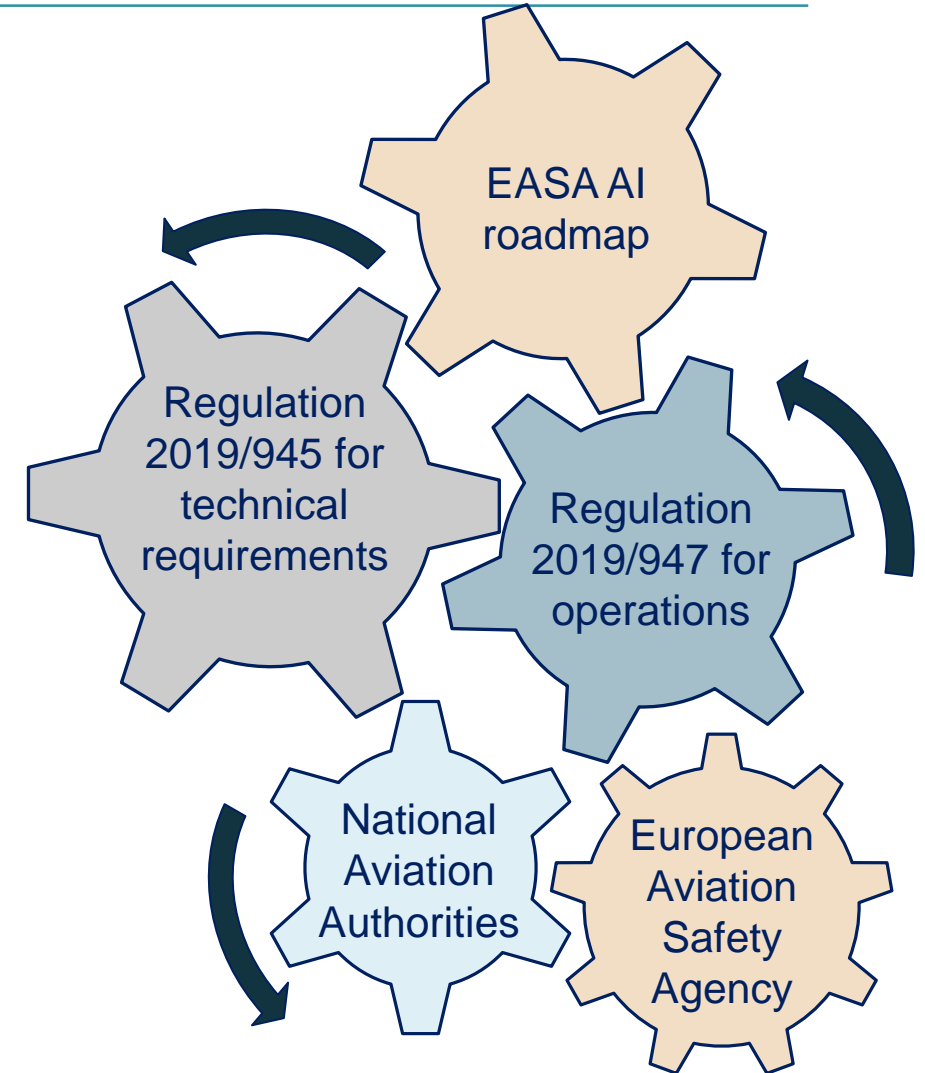 EASA AI
roadmap
Regulation
2019/945 for
technical
requirements
Regulation
2019/947 for
operations
National
Aviation
Authorities
European
Aviation
Safety
Agency